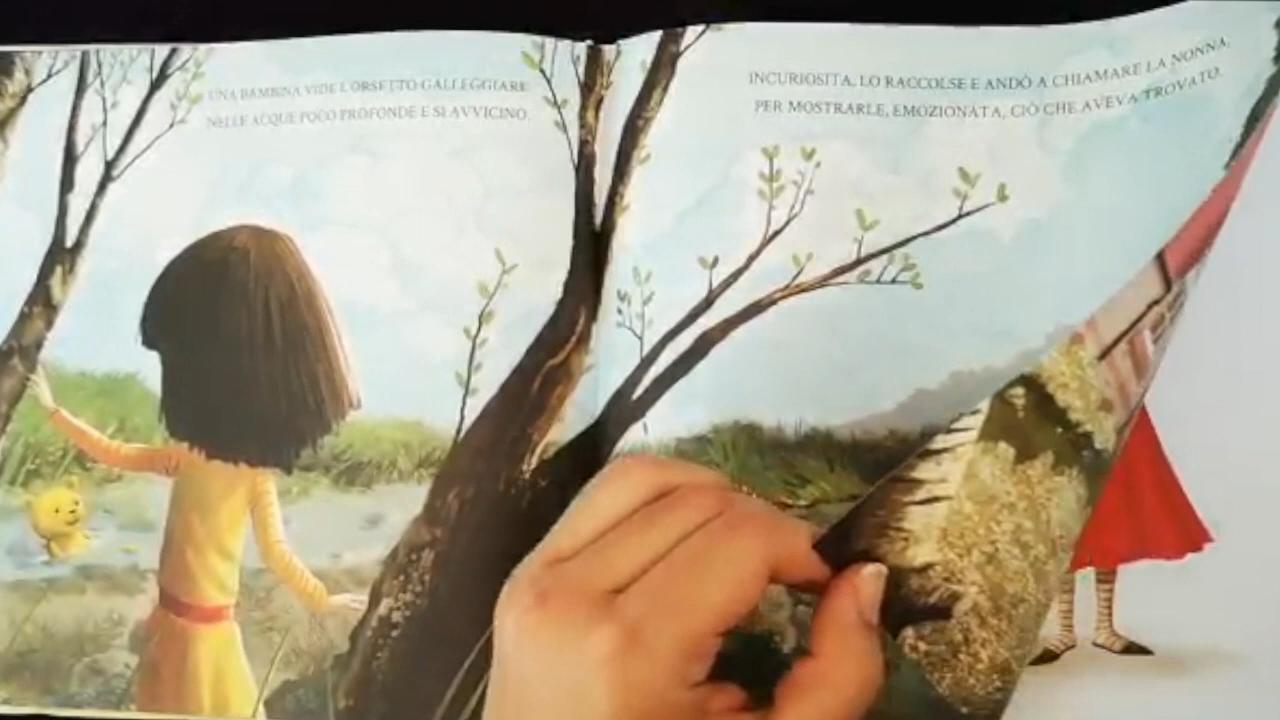 UNA BAMBINA VIDE L'ORSETTO GALLEGGIARE
NELLE ACQUE POCO PROFONDE E SI AVVICINÒ.
INCURIOSITA, LO RACCOLSE E ANDÒ A CHIAMARE LA NONNA,
PER MOSTRARLE, EMOZIONATA, CIÒ CHE AVEVA TROVATO.